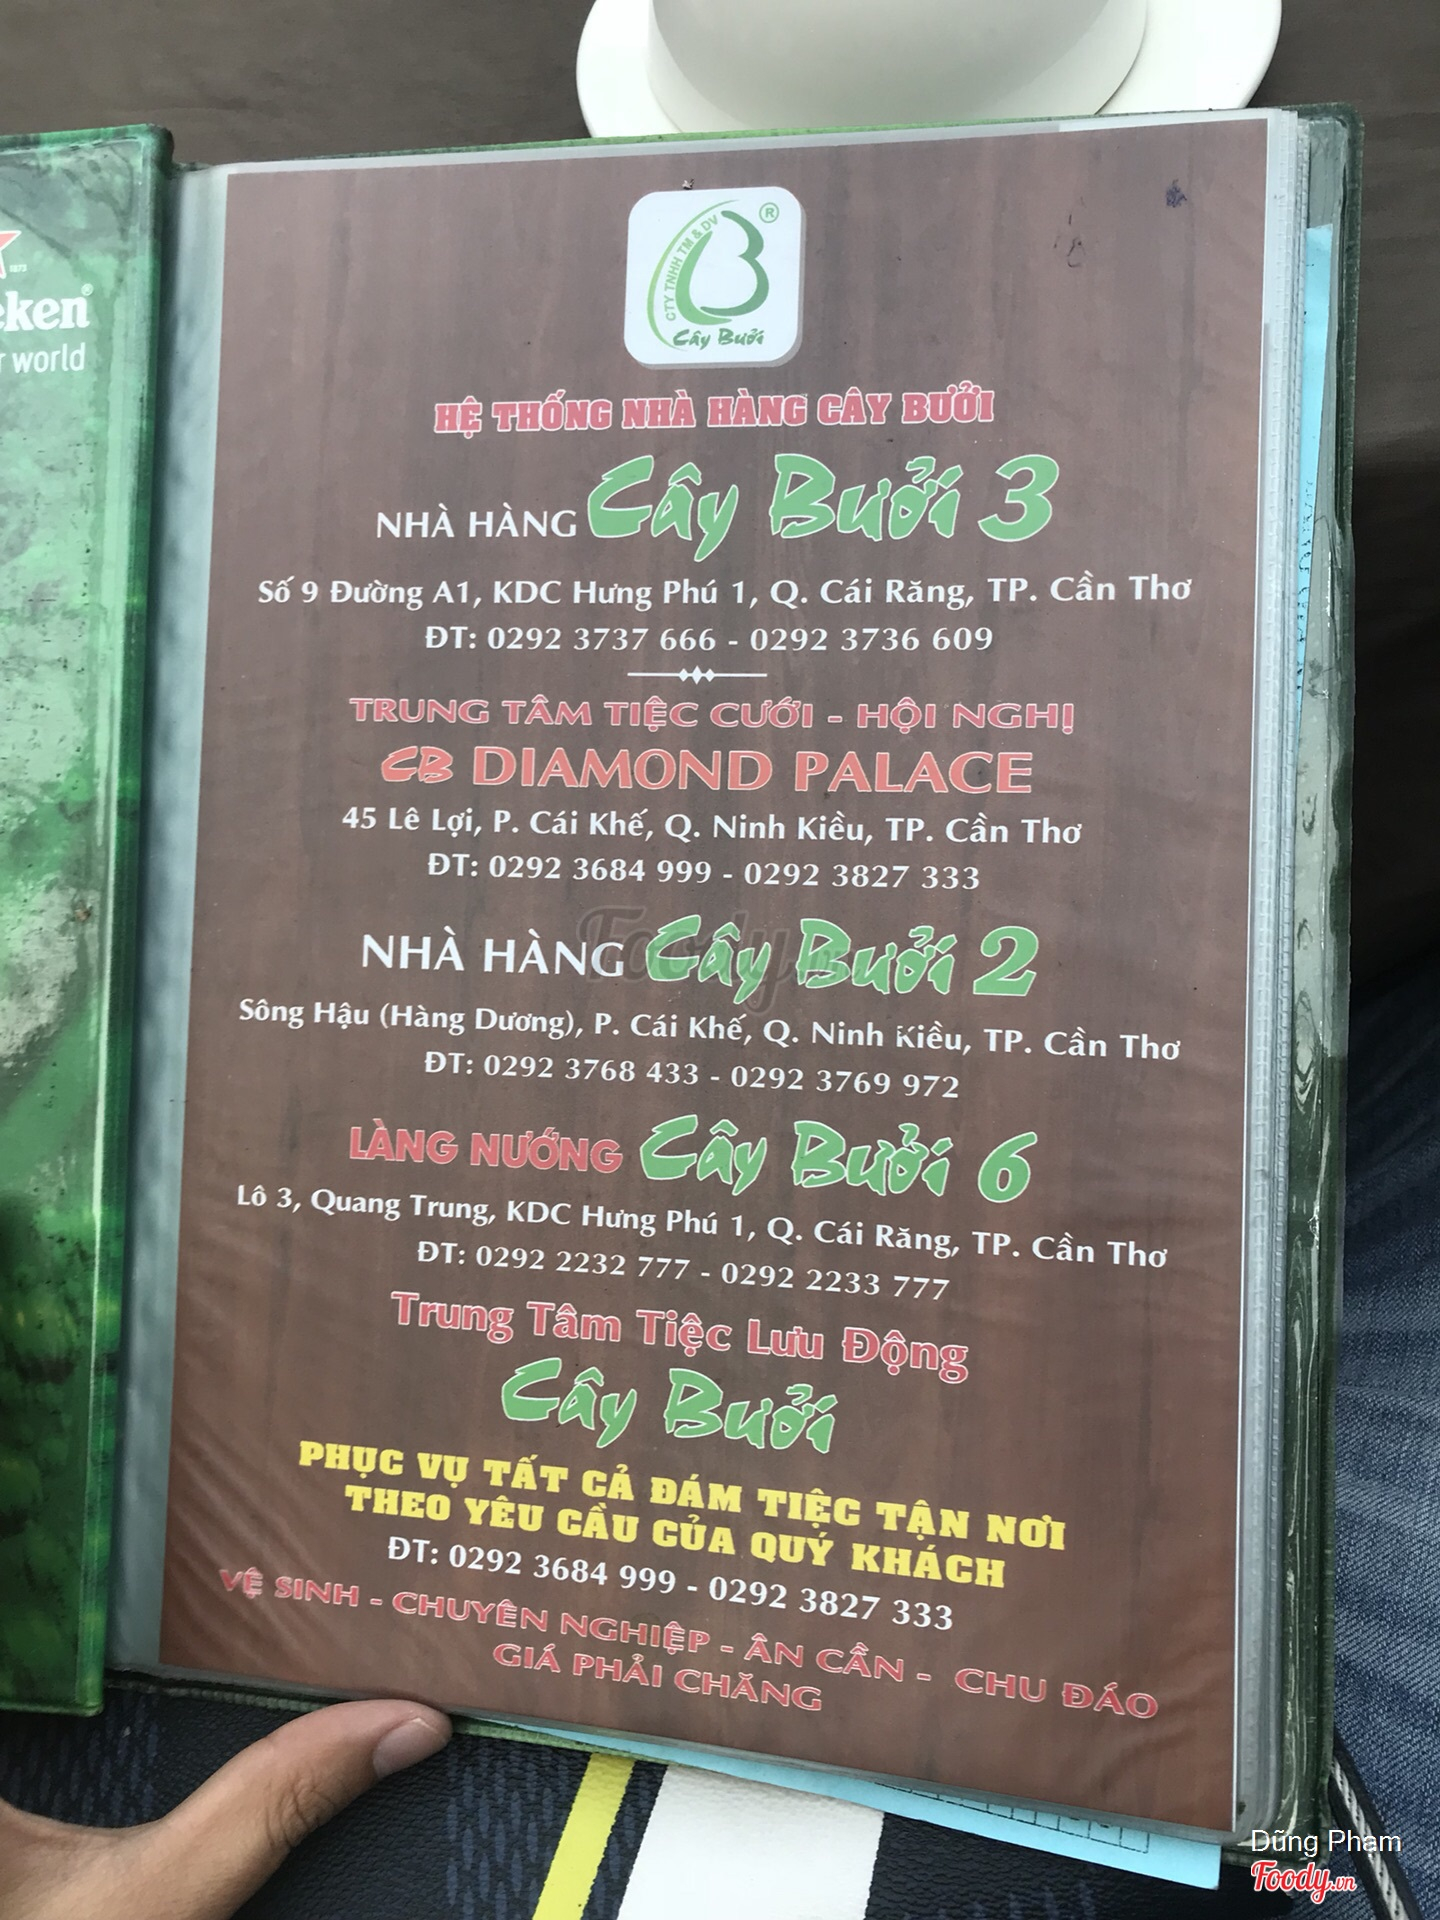 1873
eken®
r world
CTY TNHH TM & DV
®
Cây Bưởi
HỆ THỐNG NHÀ HÀNG CÂY BƯỞI
NHÀ HÀNG Cây Bưởi 3
Số 9 Đường A1, KDC Hưng Phú 1, Q. Cái Răng, TP. Cần Thơ
ĐT: 0292 3737 666 - 0292 3736 609
TRUNG TÂM TIỆC CƯỚI - HỘI NGHỊ
CB DIAMOND PALACE
45 Lê Lợi, P. Cái Khế, Q. Ninh Kiều, TP. Cần Thơ
ĐT: 0292 3684 999 - 0292 3827 333
Foody.vn
NHÀ HÀNG Cây Bưởi 2
Sông Hậu (Hàng Dương), P. Cái Khế, Q. Ninh Kiều, TP. Cần Thơ
ĐT: 0292 3768 433 - 0292 3769 972
LÀNG NƯỚNG Cây Bưởi 6
Lô 3, Quang Trung, KDC Hưng Phú 1, Q. Cái Răng, TP. Cần Thơ
ĐT: 0292 2232 777 - 0292 2233 777
Trung Tâm Tiệc Lưu Động
Cây Bưởi
PHỤC VỤ TẤT CẢ ĐÁM TIỆC TẬN NƠI
THEO YÊU CẦU CỦA QUÝ KHÁCH
ĐT: 0292 3684 999 - 0292 3827 333
VỆ SINH - CHUYÊN NGHIỆP - ÂN CẦN - CHU ĐÁO
GIÁ PHẢI CHĂNG
Dũng Pham
Foody.vn